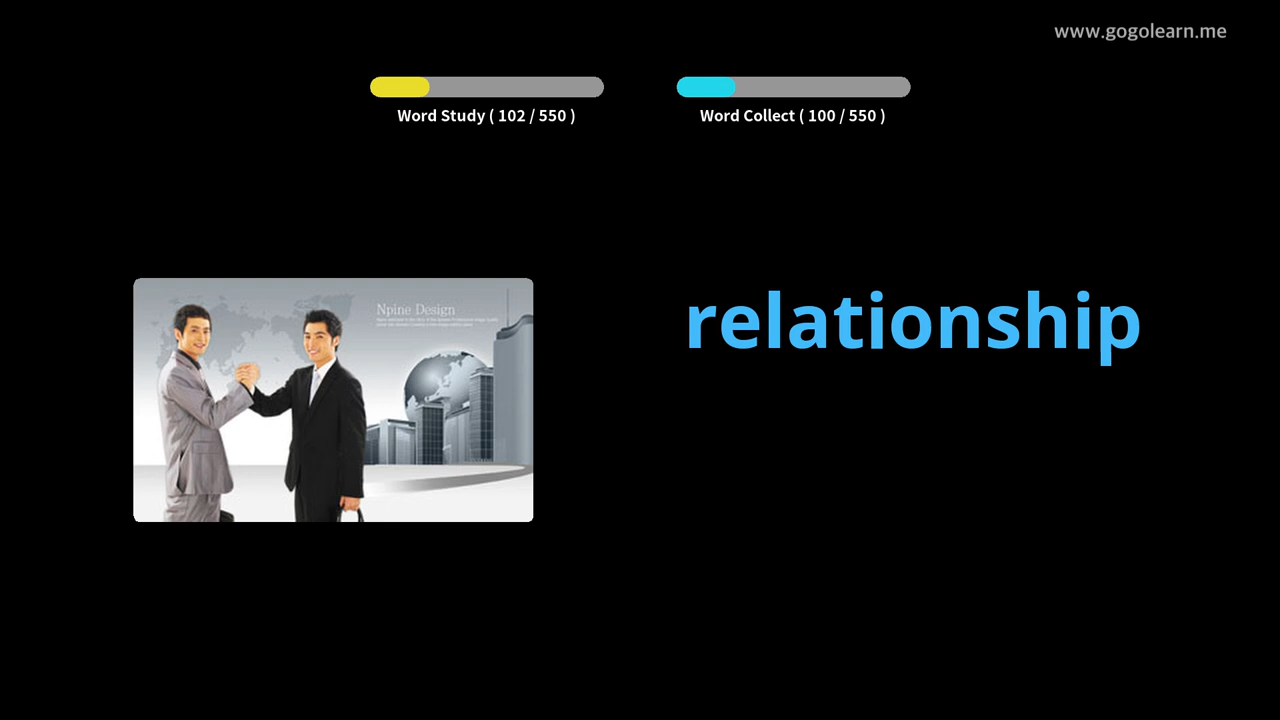 www.gogolearn.me
Word Study ( 102 / 550 )
Word Collect ( 100 / 550 )
Npine Design
relationship